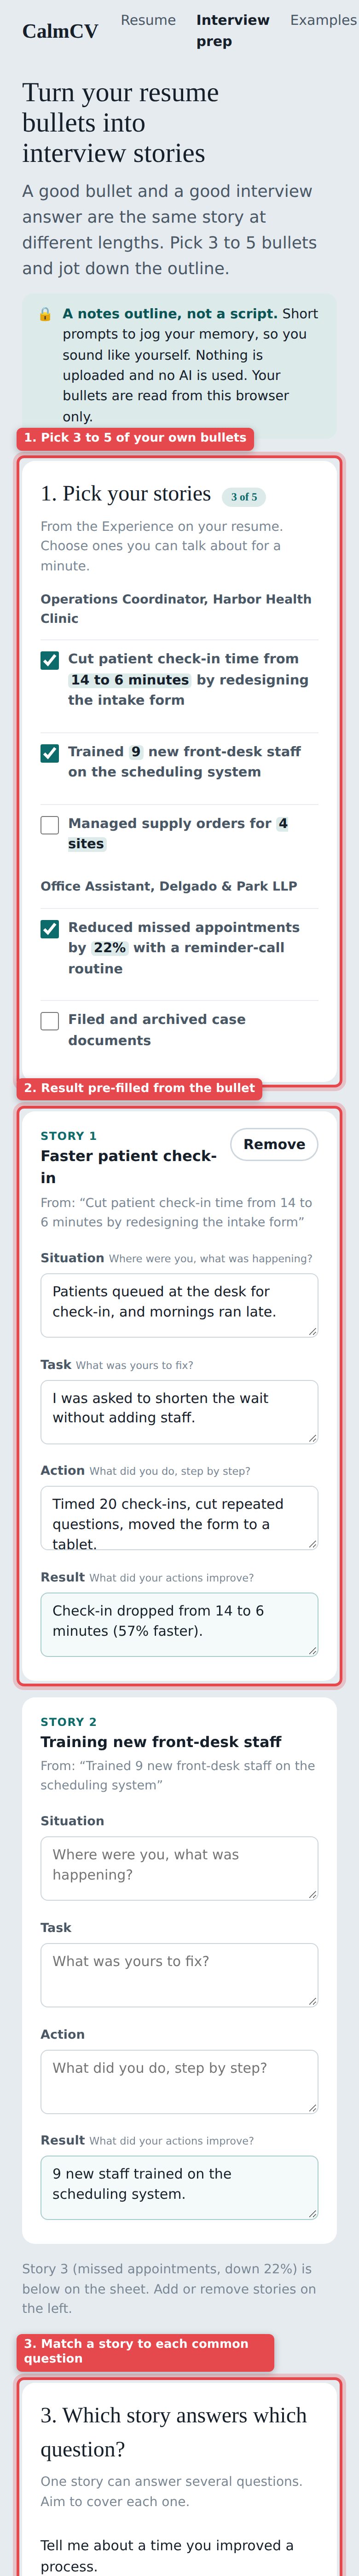 CalmCV
Resume
Interview
prep
Examples
Turn your resume
bullets into
interview stories
A good bullet and a good interview
answer are the same story at
different lengths. Pick 3 to 5 bullets
and jot down the outline.
🔒 A notes outline, not a script. Short
prompts to jog your memory, so you
sound like yourself. Nothing is
uploaded and no AI is used. Your
bullets are read from this browser
only.
1. Pick 3 to 5 of your own bullets
1. Pick your stories 3 of 5
From the Experience on your resume.
Choose ones you can talk about for a
minute.
Operations Coordinator, Harbor Health
Clinic
Cut patient check-in time from
14 to 6 minutes by redesigning
the intake form
Trained 9 new front-desk staff
on the scheduling system
Managed supply orders for 4
sites
Office Assistant, Delgado & Park LLP
Reduced missed appointments
by 22% with a reminder-call
routine
Filed and archived case
documents
2. Result pre-filled from the bullet
STORY 1
Faster patient check-
in
Remove
From: “Cut patient check-in time from 14 to
6 minutes by redesigning the intake form”
Situation Where were you, what was happening?
Patients queued at the desk for
check-in, and mornings ran late.
Task What was yours to fix?
I was asked to shorten the wait
without adding staff.
Action What did you do, step by step?
Timed 20 check-ins, cut repeated
questions, moved the form to a
tablet.
Result What did your actions improve?
Check-in dropped from 14 to 6
minutes (57% faster).
STORY 2
Training new front-desk staff
From: “Trained 9 new front-desk staff on the
scheduling system”
Situation
Where were you, what was
happening?
Task
What was yours to fix?
Action
What did you do, step by step?
Result What did your actions improve?
9 new staff trained on the
scheduling system.
Story 3 (missed appointments, down 22%) is
below on the sheet. Add or remove stories on
the left.
3. Match a story to each common
question
3. Which story answers which
question?
One story can answer several questions.
Aim to cover each one.
Tell me about a time you improved a
process.